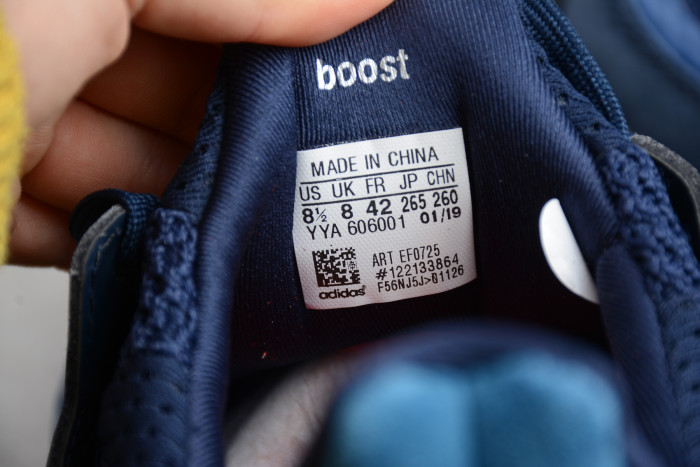 boost
MADE IN CHINA
US UK FR JP CHN
8½ 8 42 265 260
YYA 606001 01/19
ART EF0725
#122133864
F56NJ5J>01126
adidas